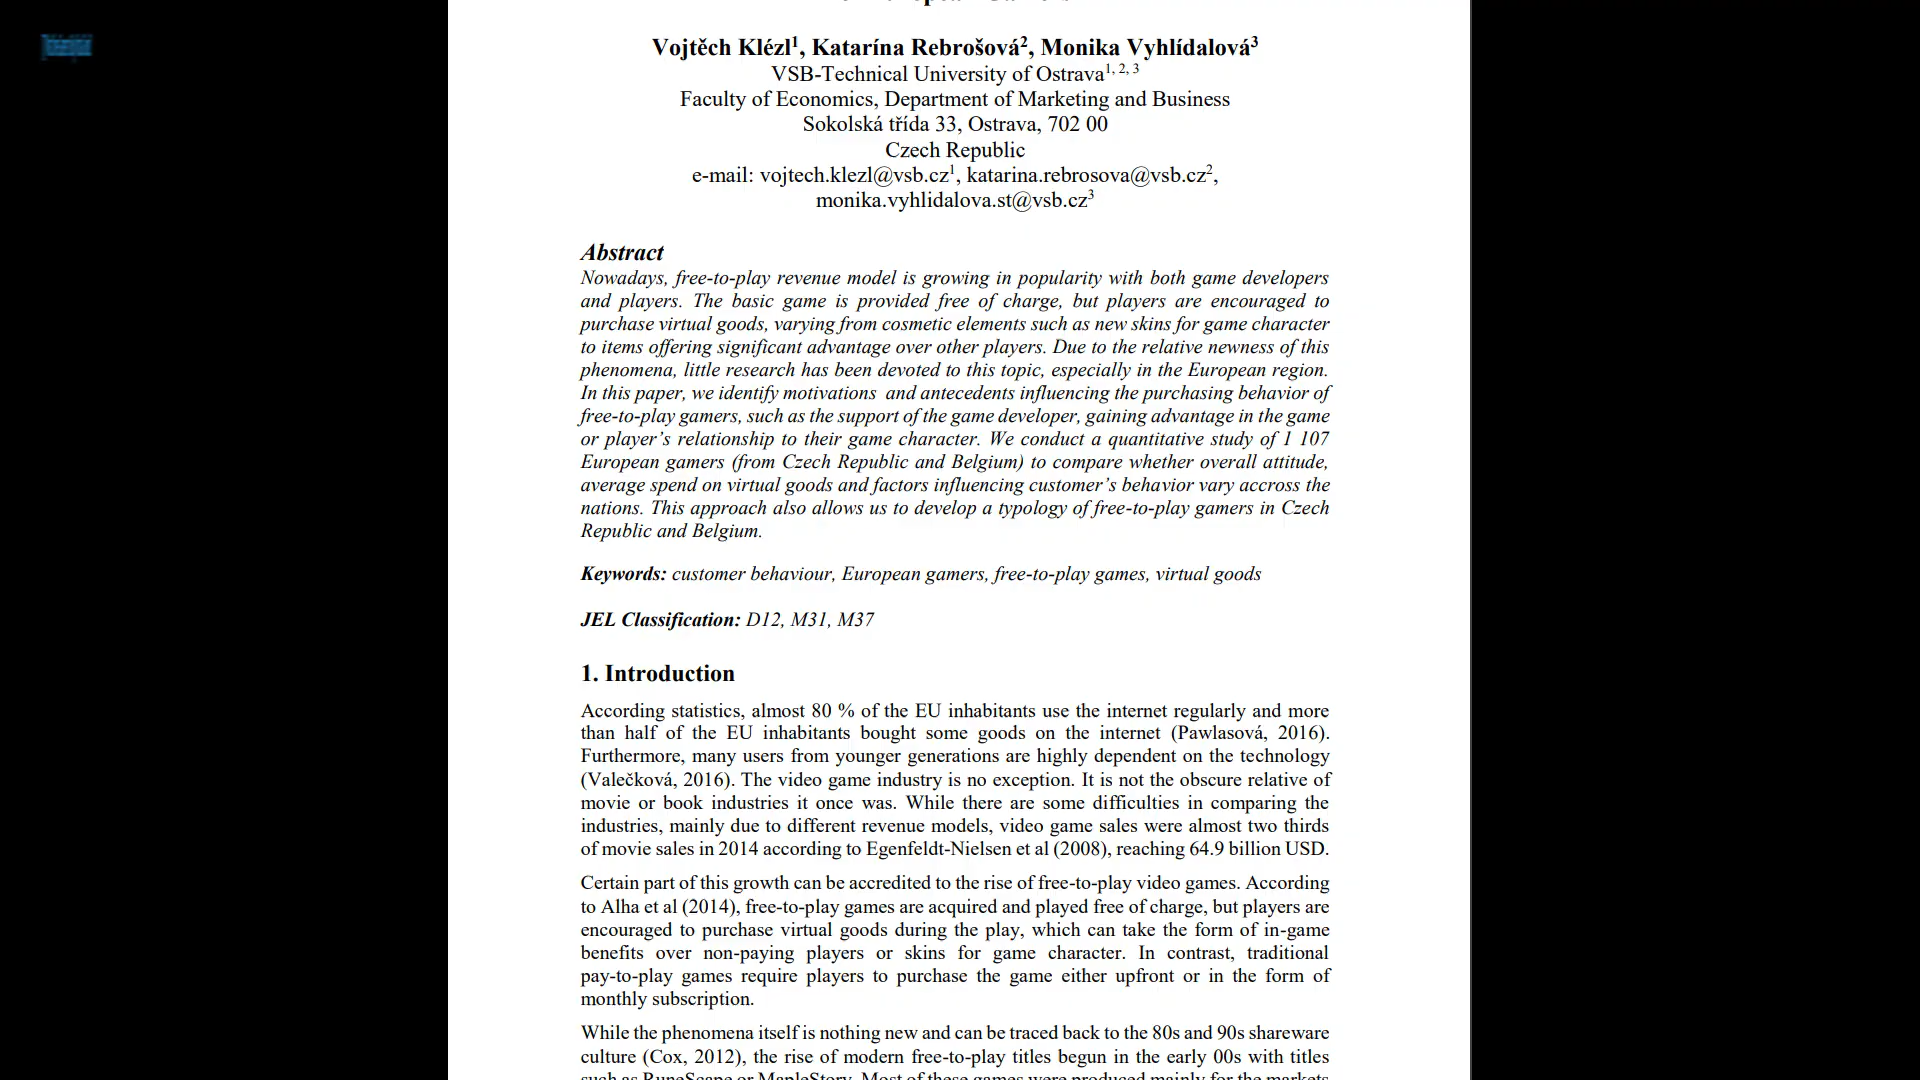 Vojtěch Klézl1, Katarína Rebrošová2, Monika Vyhlídalová3
VSB-Technical University of Ostrava1, 2, 3
Faculty of Economics, Department of Marketing and Business
Sokolská třída 33, Ostrava, 702 00
Czech Republic
e-mail: vojtech.klezl@vsb.cz1, katarina.rebrosova@vsb.cz2,
monika.vyhlidalova.st@vsb.cz3
Abstract
Nowadays, free-to-play revenue model is growing in popularity with both game developers
and players. The basic game is provided free of charge, but players are encouraged to
purchase virtual goods, varying from cosmetic elements such as new skins for game character
to items offering significant advantage over other players. Due to the relative newness of this
phenomena, little research has been devoted to this topic, especially in the European region.
In this paper, we identify motivations and antecedents influencing the purchasing behavior of
free-to-play gamers, such as the support of the game developer, gaining advantage in the game
or player’s relationship to their game character. We conduct a quantitative study of 1 107
European gamers (from Czech Republic and Belgium) to compare whether overall attitude,
average spend on virtual goods and factors influencing customer’s behavior vary accross the
nations. This approach also allows us to develop a typology of free-to-play gamers in Czech
Republic and Belgium.
Keywords: customer behaviour, European gamers, free-to-play games, virtual goods
JEL Classification: D12, M31, M37
1. Introduction
According statistics, almost 80 % of the EU inhabitants use the internet regularly and more
than half of the EU inhabitants bought some goods on the internet (Pawlasová, 2016).
Furthermore, many users from younger generations are highly dependent on the technology
(Valečková, 2016). The video game industry is no exception. It is not the obscure relative of
movie or book industries it once was. While there are some difficulties in comparing the
industries, mainly due to different revenue models, video game sales were almost two thirds
of movie sales in 2014 according to Egenfeldt-Nielsen et al (2008), reaching 64.9 billion USD.
Certain part of this growth can be accredited to the rise of free-to-play video games. According
to Alha et al (2014), free-to-play games are acquired and played free of charge, but players are
encouraged to purchase virtual goods during the play, which can take the form of in-game
benefits over non-paying players or skins for game character. In contrast, traditional
pay-to-play games require players to purchase the game either upfront or in the form of
monthly subscription.
While the phenomena itself is nothing new and can be traced back to the 80s and 90s shareware
culture (Cox, 2012), the rise of modern free-to-play titles begun in the early 00s with titles
such as RuneScape or MapleStory. Most of these games were produced mainly for the markets